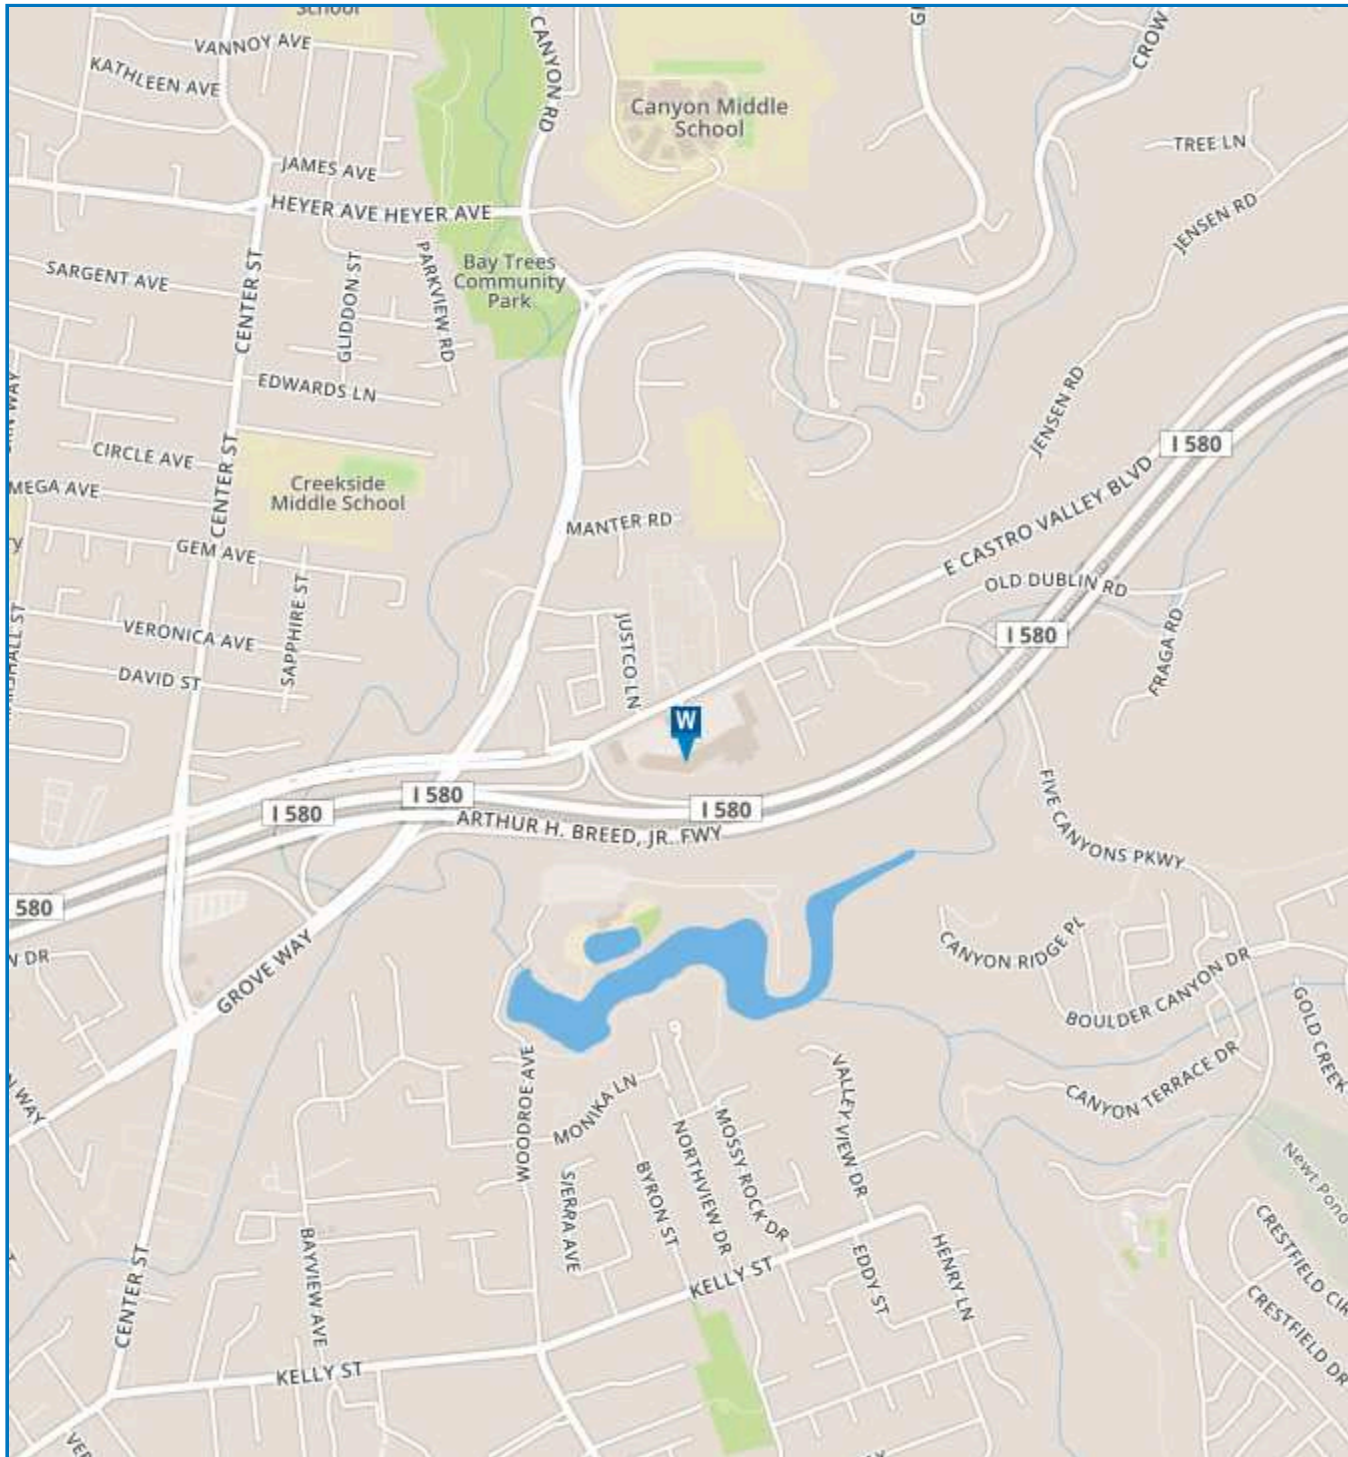 School
VANNOY AVE
KATHLEEN AVE
CANYON RD
CROW
Canyon Middle
School
TREE LN
JAMES AVE
HEYER AVE HEYER AVE
JENSEN RD
SARGENT AVE
CENTER ST
GLIDDON ST
PARKVIEW RD
Bay Trees
Community
Park
EDWARDS LN
JENSEN RD
I 580
CIRCLE AVE
CENTER ST
Creekside
Middle School
MEGA AVE
MANTER RD
E CASTRO VALLEY BLVD
GEM AVE
OLD DUBLIN RD
SAPPHIRE ST
VERONICA AVE
JUSTCO LN
I 580
FRAGA RD
DAVID ST
W
I 580
I 580
I 580
ARTHUR H. BREED, JR. FWY
FIVE CANYONS PKWY
580
GROVE WAY
CANYON RIDGE PL
BOULDER CANYON DR
GOLD CREEK
WOODROE AVE
MONIKA LN
VALLEY VIEW DR
CANYON TERRACE DR
WAY
MOSSY ROCK DR
NORTHVIEW DR
BYRON ST
SIERRA AVE
Newt Pond
BAYVIEW AVE
CENTER ST
KELLY ST
EDDY ST
HENRY LN
CRESTFIELD CIR
CRESTFIELD DR
KELLY ST